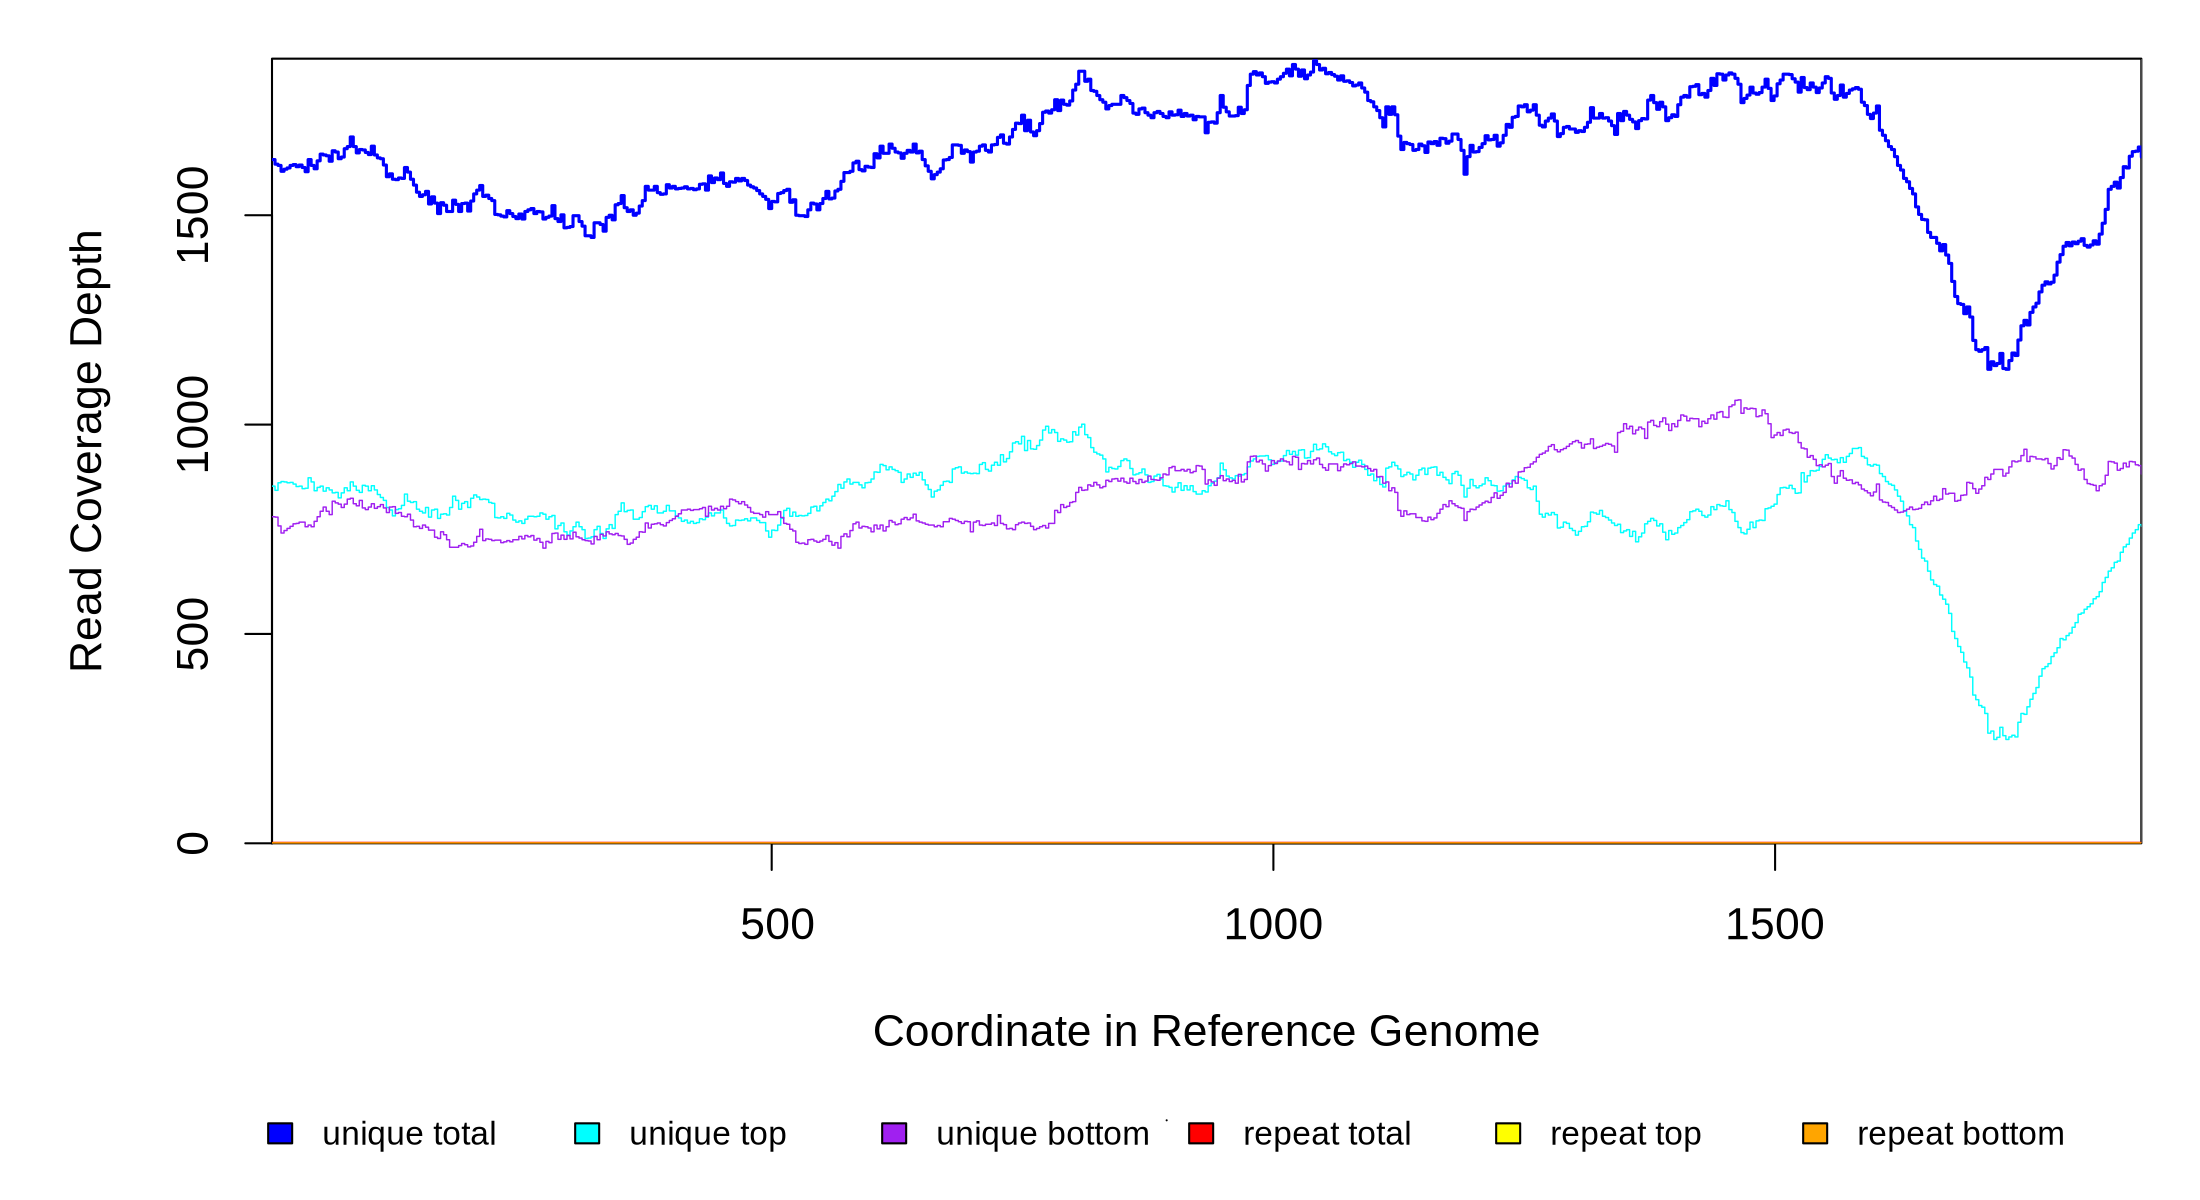 Read Coverage Depth
1500
1000
500
0
500 1000 1500
Coordinate in Reference Genome
unique total unique top unique bottom repeat total repeat top repeat bottom